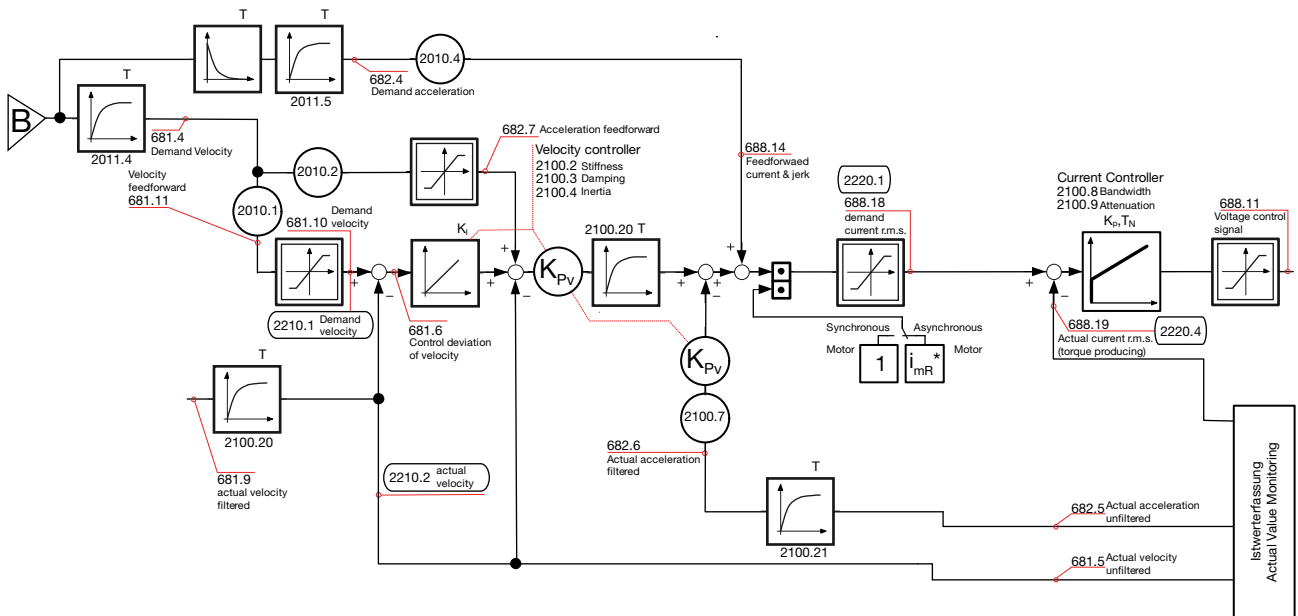 T
T
2010.4
682.4
Demand acceleration
2011.5
T
B
681.4
Demand Velocity
2011.4
682.7 Acceleration feedforward
Velocity controller
2100.2 Stiffness
2100.3 Damping
2100.4 Inertia
688.14
Feedforwaed
current & jerk
Velocity
feedforward
681.11
2010.2
2010.1
681.10
Demand
velocity
K_I
K_Pv
2100.20 T
2220.1
688.18
demand
current r.m.s.
Current Controller
2100.8 Bandwidth
2100.9 Attenuation
K_P, T_N
688.11
Voltage control
signal
+
−
+
+
−
+
−
+
+
+
−
2210.1 Demand
velocity
681.6
Control deviation
of velocity
Synchronous
Motor
Asynchronous
Motor
1
i_mR*
688.19
Actual current r.m.s.
(torque producing)
2220.4
T
2100.20
K_Pv
2100.7
681.9
actual velocity
filtered
2210.2 actual
velocity
682.6
Actual acceleration
filtered
T
2100.21
682.5 Actual acceleration
unfiltered
681.5 Actual velocity
unfiltered
Istwerterfassung
Actual Value Monitoring